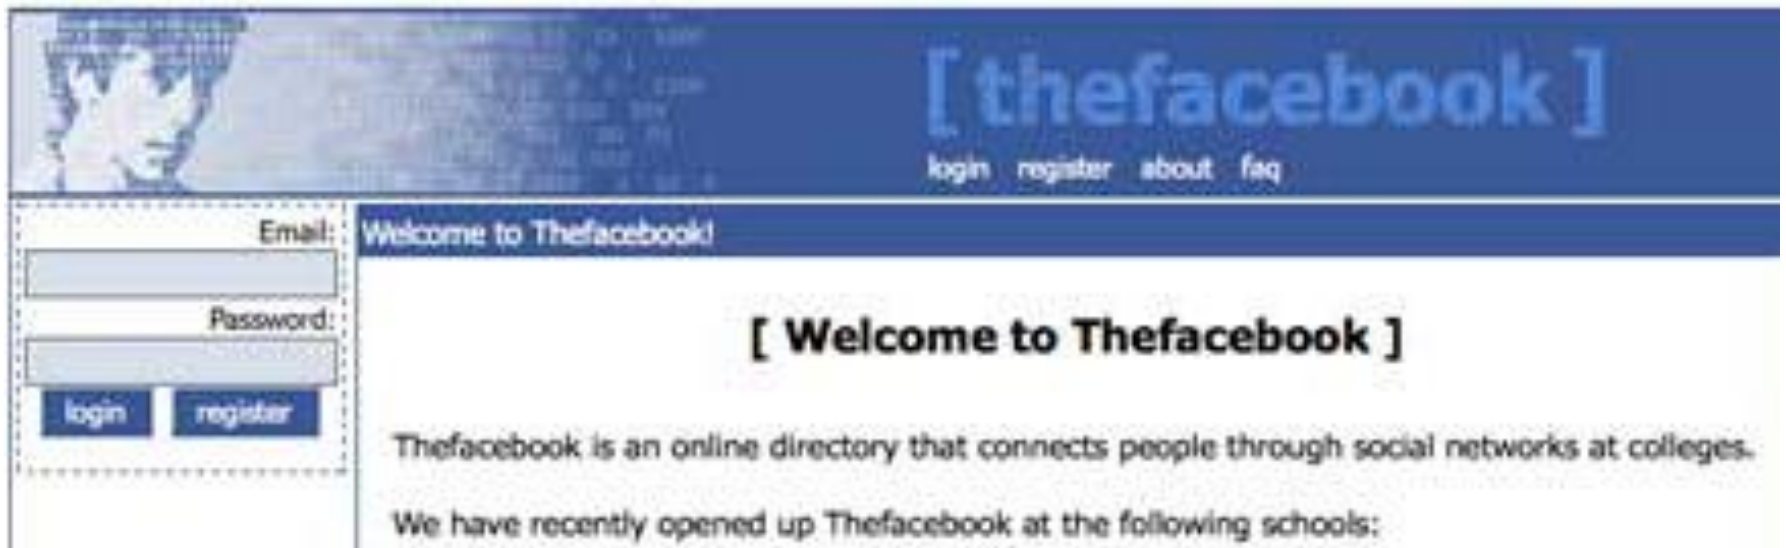 [ thefacebook ]
login register about faq
Email:
Password:
login register
Welcome to Thefacebook!
[ Welcome to Thefacebook ]
Thefacebook is an online directory that connects people through social networks at colleges.
We have recently opened up Thefacebook at the following schools: